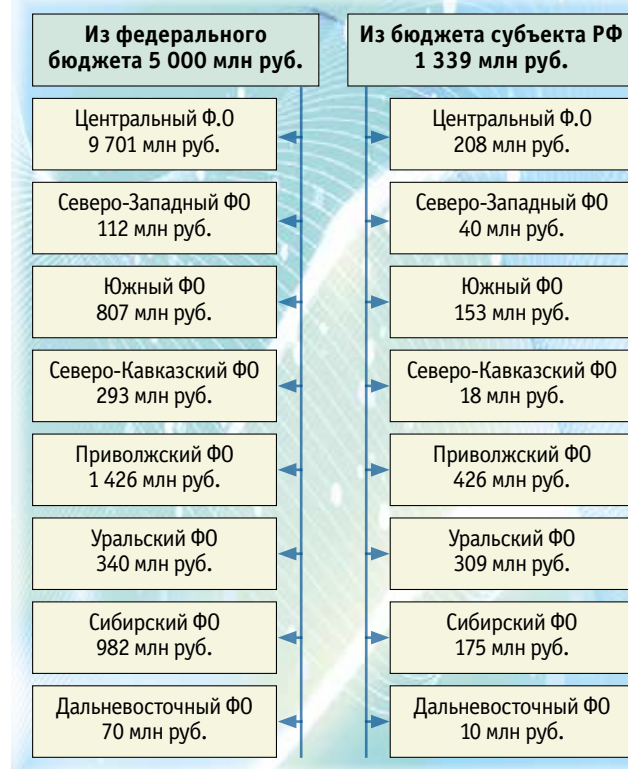 Из федерального
бюджета 5 000 млн руб.
Центральный Ф.О
9 701 млн руб.
Северо-Западный ФО
112 млн руб.
Южный ФО
807 млн руб.
Северо-Кавказский ФО
293 млн руб.
Приволжский ФО
1 426 млн руб.
Уральский ФО
340 млн руб.
Сибирский ФО
982 млн руб.
Дальневосточный ФО
70 млн руб.
Из бюджета субъекта РФ
1 339 млн руб.
Центральный Ф.О
208 млн руб.
Северо-Западный ФО
40 млн руб.
Южный ФО
153 млн руб.
Северо-Кавказский ФО
18 млн руб.
Приволжский ФО
426 млн руб.
Уральский ФО
309 млн руб.
Сибирский ФО
175 млн руб.
Дальневосточный ФО
10 млн руб.